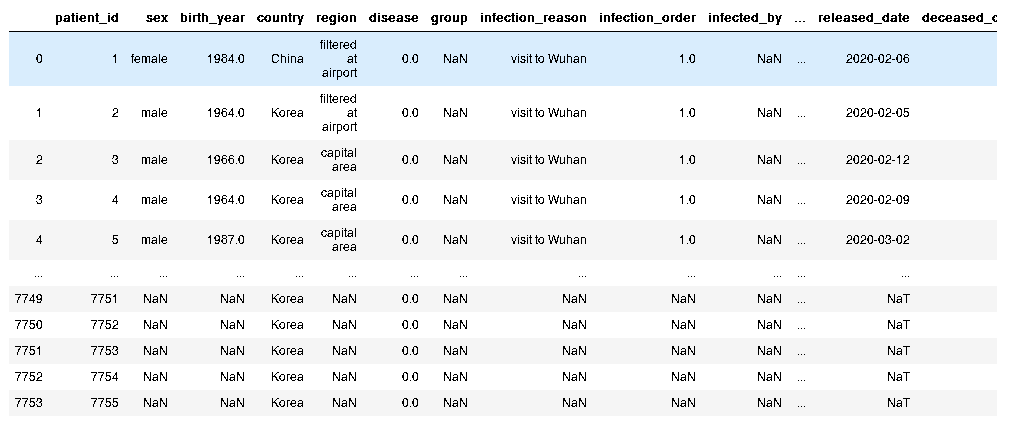 patient_id sex birth_year country region disease group infection_reason infection_order infected_by ... released_date deceased_c
0 1 female 1984.0 China filtered at airport 0.0 NaN visit to Wuhan 1.0 NaN ... 2020-02-06
1 2 male 1964.0 Korea filtered at airport 0.0 NaN visit to Wuhan 1.0 NaN ... 2020-02-05
2 3 male 1966.0 Korea capital area 0.0 NaN visit to Wuhan 1.0 NaN ... 2020-02-12
3 4 male 1964.0 Korea capital area 0.0 NaN visit to Wuhan 1.0 NaN ... 2020-02-09
4 5 male 1987.0 Korea capital area 0.0 NaN visit to Wuhan 1.0 NaN ... 2020-03-02
... ... ... ... ... ... ... ... ... ... ... ... ...
7749 7751 NaN NaN Korea NaN 0.0 NaN NaN NaN NaN ... NaT
7750 7752 NaN NaN Korea NaN 0.0 NaN NaN NaN NaN ... NaT
7751 7753 NaN NaN Korea NaN 0.0 NaN NaN NaN NaN ... NaT
7752 7754 NaN NaN Korea NaN 0.0 NaN NaN NaN NaN ... NaT
7753 7755 NaN NaN Korea NaN 0.0 NaN NaN NaN NaN ... NaT